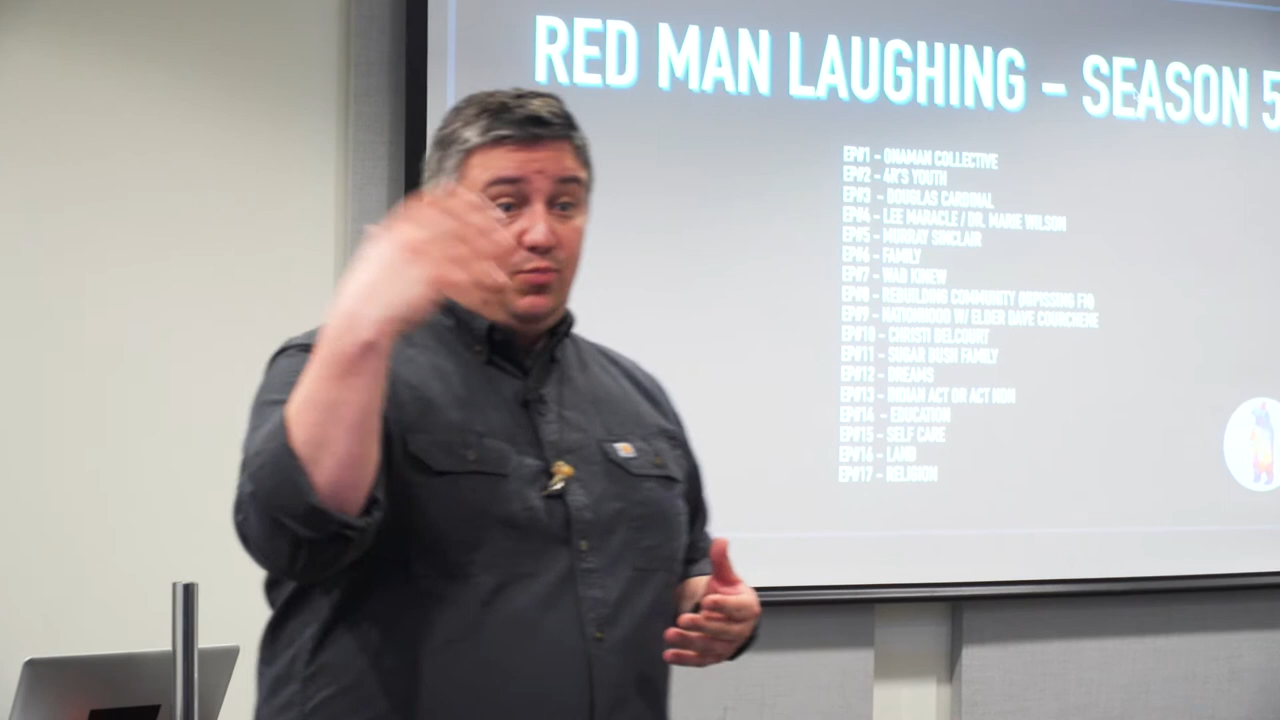 RED MAN LAUGHING – SEASON 5
EP#1 - ONAMAN COLLECTIVE
EP#2 - 4R'S YOUTH
EP#3 - DOUGLAS CARDINAL
EP#4 - LEE MARACLE / DR. MARIE WILSON
EP#5 - MURRAY SINCLAIR
EP#6 - FAMILY
EP#7 - WAB KINEW
EP#8 - REBUILDING COMMUNITY (NIPISSING FN)
EP#9 - NATIONHOOD W/ ELDER DAVE COURCHENE
EP#10 - CHRISTI BELCOURT
EP#11 - SUGAR BUSH FAMILY
EP#12 - DREAMS
EP#13 - INDIAN ACT OR ACT NDN
EP#14 - EDUCATION
EP#15 - SELF CARE
EP#16 - LAND
EP#17 - RELIGION